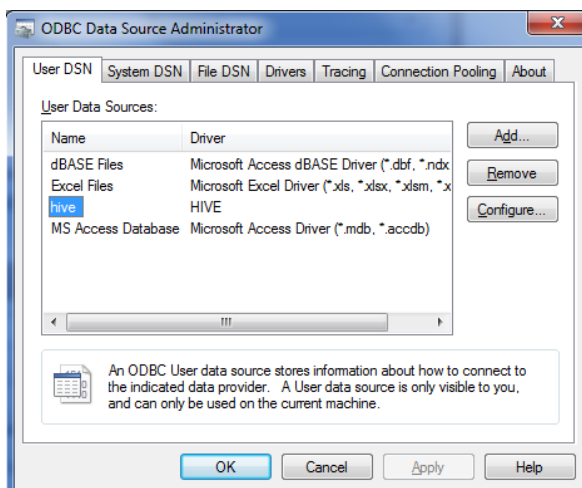 ODBC Data Source Administrator
User DSN System DSN File DSN Drivers Tracing Connection Pooling About
User Data Sources:
Name Driver
dBASE Files Microsoft Access dBASE Driver (*.dbf, *.ndx
Excel Files Microsoft Excel Driver (*.xls, *.xlsx, *.xlsm, *.x
hive HIVE
MS Access Database Microsoft Access Driver (*.mdb, *.accdb)
Add...
Remove
Configure...
An ODBC User data source stores information about how to connect to
the indicated data provider. A User data source is only visible to you,
and can only be used on the current machine.
OK Cancel Apply Help